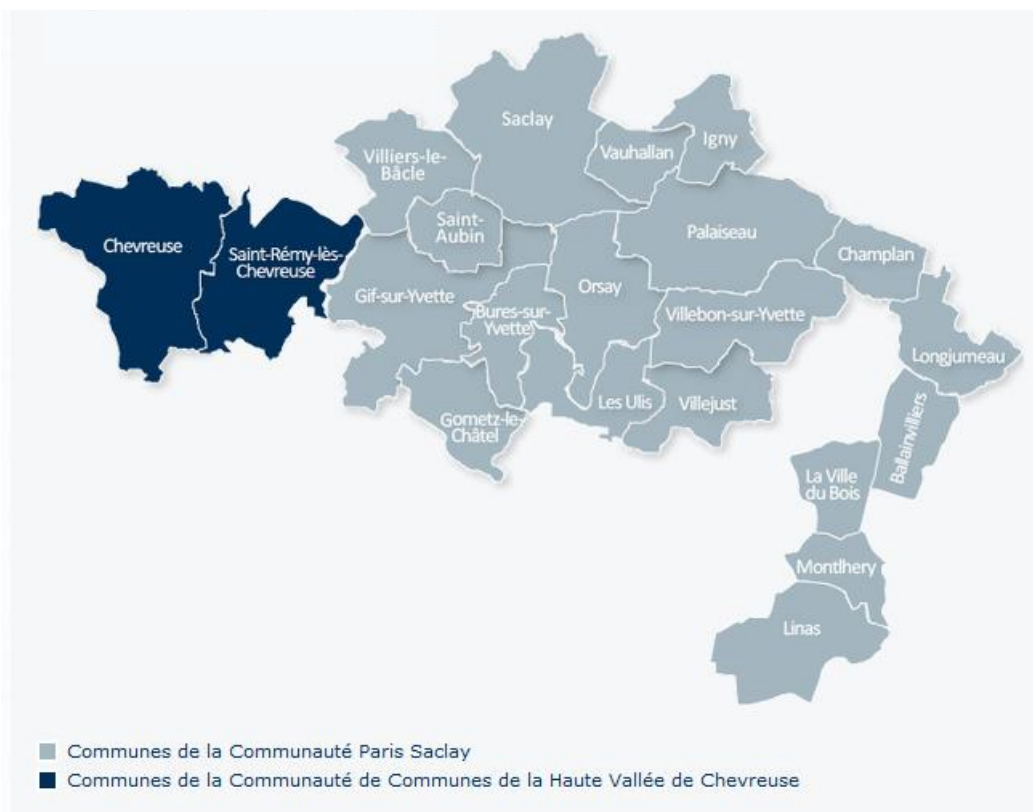 Saclay
Igny
Vauhallan
Villiers-le-
Bâcle
Saint-
Aubin
Palaiseau
Chevreuse
Saint-Rémy-lès-
Chevreuse
Champlan
Orsay
Gif-sur-Yvette
Bures-sur-
Yvette
Villebon-sur-Yvette
Longjumeau
Les Ulis
Villejust
Gometz-le-
Châtel
Ballainvilliers
La Ville
du Bois
Montlhery
Linas
Communes de la Communauté Paris Saclay
Communes de la Communauté de Communes de la Haute Vallée de Chevreuse